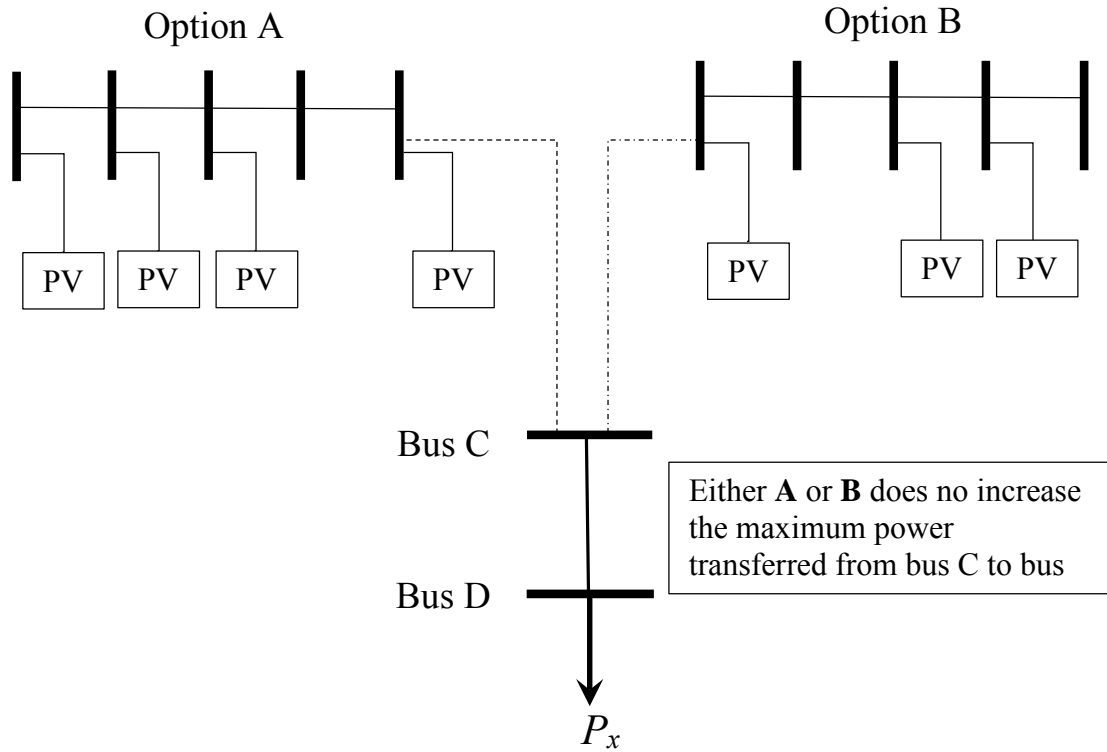 Option A
Option B
PV
PV
PV
PV
PV
PV
PV
Bus C
Either A or B does no increase
the maximum power
transferred from bus C to bus
Bus D
Px